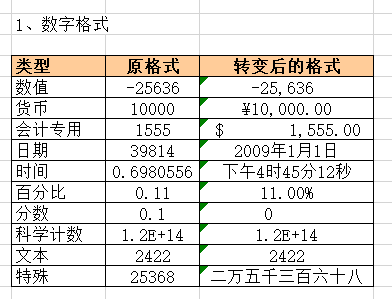 1、数字格式
类型 原格式 转变后的格式
数值 -25636 -25,636
货币 10000 ¥10,000.00
会计专用 1555 $ 1,555.00
日期 39814 2009年1月1日
时间 0.6980556 下午4时45分12秒
百分比 0.11 11.00%
分数 0.1 0
科学计数 1.2E+14 1.2E+14
文本 2422 2422
特殊 25368 二万五千三百六十八